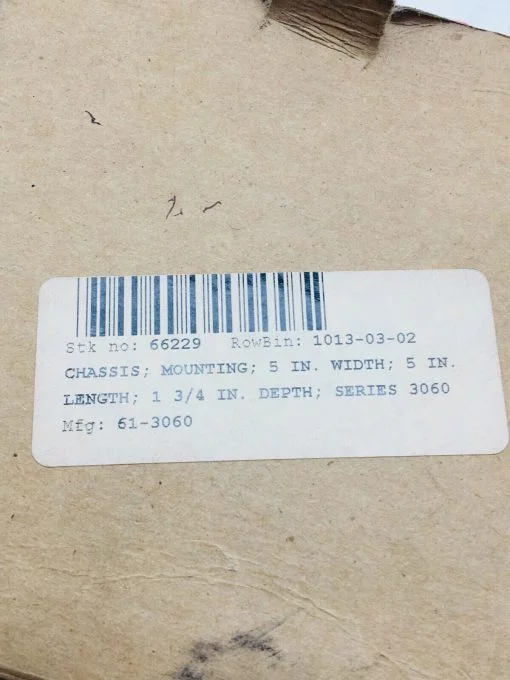 Stk no: 66229 RowBin: 1013-03-02
CHASSIS; MOUNTING; 5 IN. WIDTH; 5 IN.
LENGTH; 1 3/4 IN. DEPTH; SERIES 3060
Mfg: 61-3060